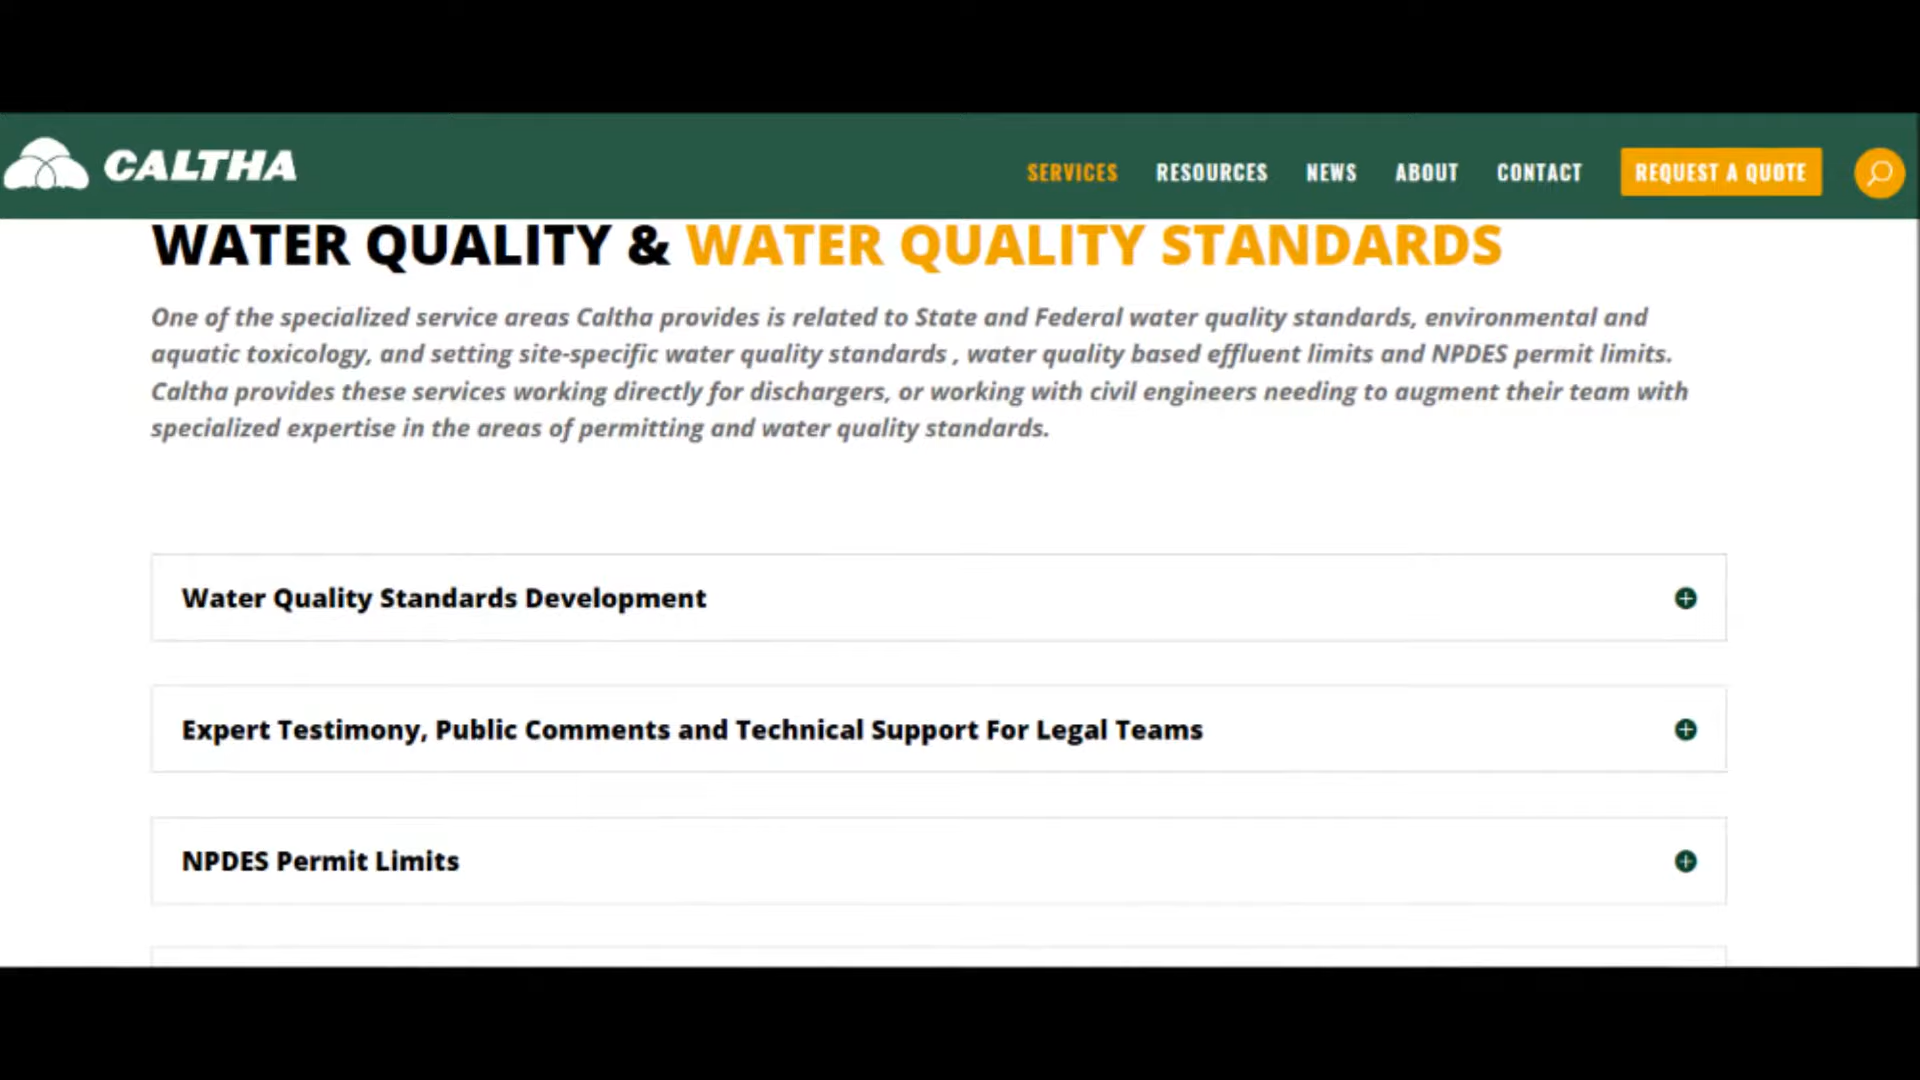 CALTHA
SERVICES RESOURCES NEWS ABOUT CONTACT REQUEST A QUOTE
WATER QUALITY & WATER QUALITY STANDARDS
One of the specialized service areas Caltha provides is related to State and Federal water quality standards, environmental and
aquatic toxicology, and setting site-specific water quality standards , water quality based effluent limits and NPDES permit limits.
Caltha provides these services working directly for dischargers, or working with civil engineers needing to augment their team with
specialized expertise in the areas of permitting and water quality standards.
Water Quality Standards Development
Expert Testimony, Public Comments and Technical Support For Legal Teams
NPDES Permit Limits